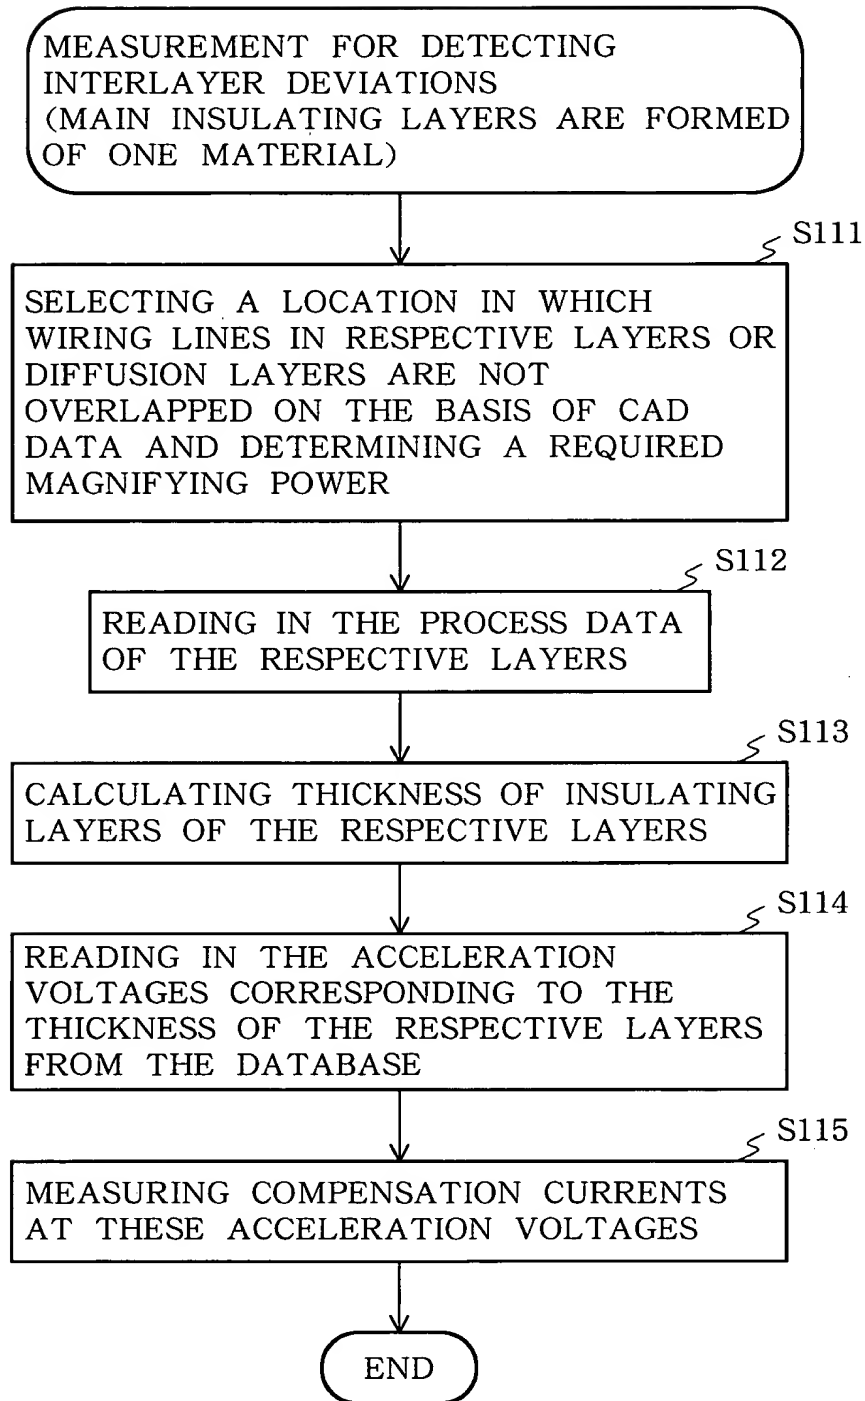 MEASUREMENT FOR DETECTING
INTERLAYER DEVIATIONS
(MAIN INSULATING LAYERS ARE FORMED
OF ONE MATERIAL)
S111
SELECTING A LOCATION IN WHICH
WIRING LINES IN RESPECTIVE LAYERS OR
DIFFUSION LAYERS ARE NOT
OVERLAPPED ON THE BASIS OF CAD
DATA AND DETERMINING A REQUIRED
MAGNIFYING POWER
S112
READING IN THE PROCESS DATA
OF THE RESPECTIVE LAYERS
S113
CALCULATING THICKNESS OF INSULATING
LAYERS OF THE RESPECTIVE LAYERS
S114
READING IN THE ACCELERATION
VOLTAGES CORRESPONDING TO THE
THICKNESS OF THE RESPECTIVE LAYERS
FROM THE DATABASE
S115
MEASURING COMPENSATION CURRENTS
AT THESE ACCELERATION VOLTAGES
END